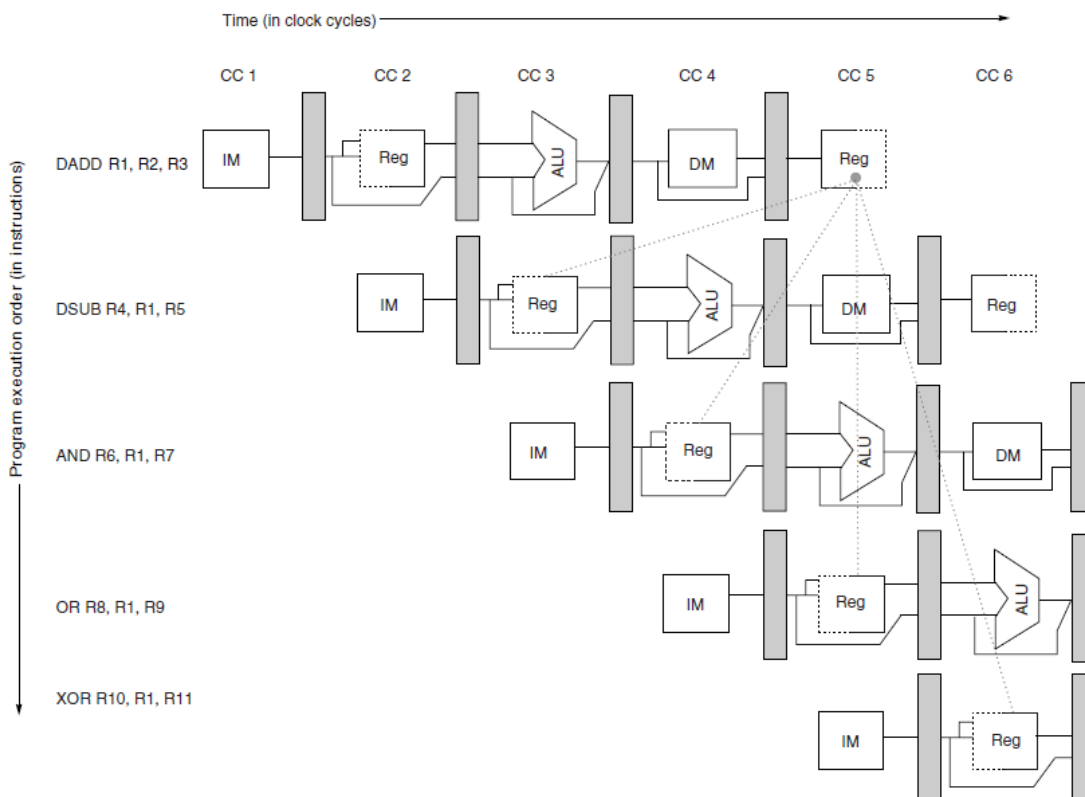 Time (in clock cycles)
CC 1 CC 2 CC 3 CC 4 CC 5 CC 6
Program execution order (in instructions)
DADD R1, R2, R3 IM Reg ALU DM Reg
DSUB R4, R1, R5 IM Reg ALU DM Reg
AND R6, R1, R7 IM Reg ALU DM
OR R8, R1, R9 IM Reg ALU
XOR R10, R1, R11
IM Reg